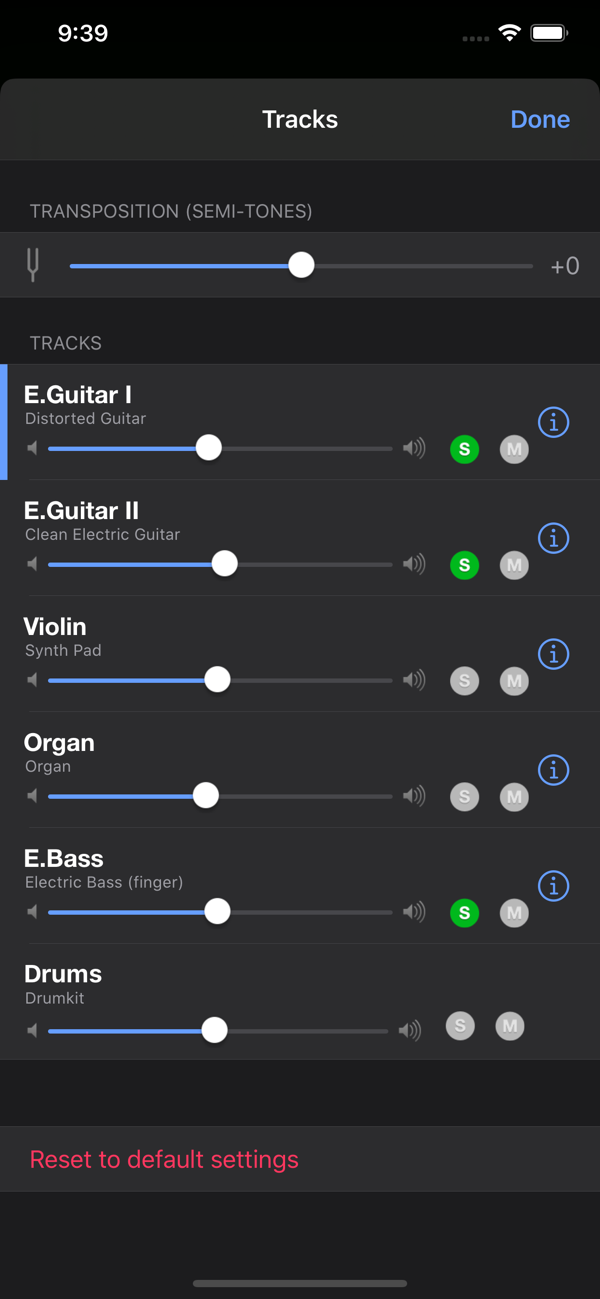 9:39
Tracks Done
TRANSPOSITION (SEMI-TONES)
+0
TRACKS
E.Guitar I
Distorted Guitar
S M
E.Guitar II
Clean Electric Guitar
S M
Violin
Synth Pad
S M
Organ
Organ
S M
E.Bass
Electric Bass (finger)
S M
Drums
Drumkit
S M
Reset to default settings